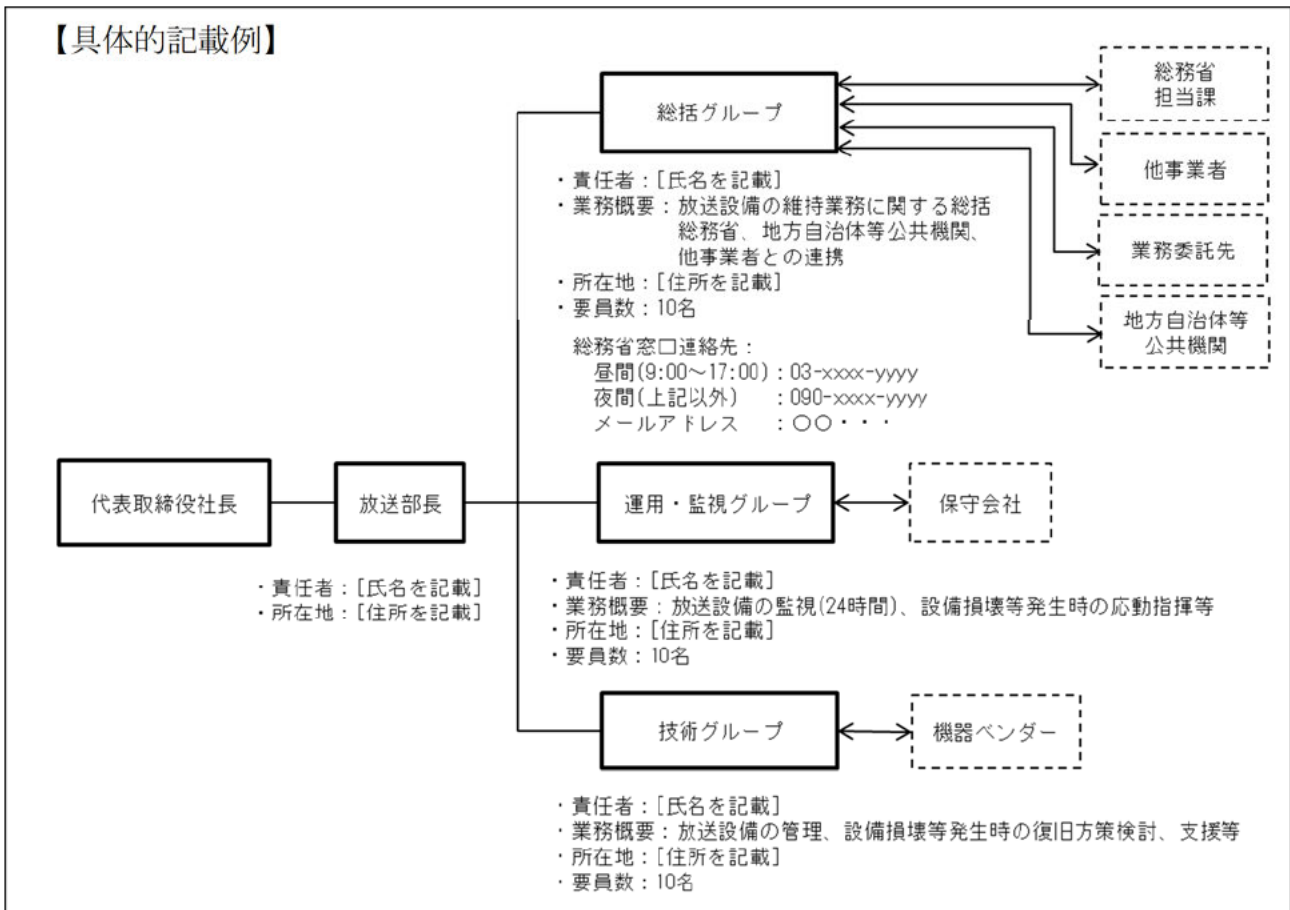 【具体的記載例】
総括グループ
総務省
担当課
他事業者
業務委託先
地方自治体等
公共機関
・責任者：[氏名を記載]
・業務概要：放送設備の維持業務に関する総括
総務省、地方自治体等公共機関、
他事業者との連携
・所在地：[住所を記載]
・要員数：10名
総務省窓口連絡先：
昼間(9:00～17:00)：03-xxxx-yyyy
夜間(上記以外)　：090-xxxx-yyyy
メールアドレス　：〇〇・・・
代表取締役社長
放送部長
・責任者：[氏名を記載]
・所在地：[住所を記載]
運用・監視グループ
保守会社
・責任者：[氏名を記載]
・業務概要：放送設備の監視(24時間)、設備損壊等発生時の応動指揮等
・所在地：[住所を記載]
・要員数：10名
技術グループ
機器ベンダー
・責任者：[氏名を記載]
・業務概要：放送設備の管理、設備損壊等発生時の復旧方策検討、支援等
・所在地：[住所を記載]
・要員数：10名